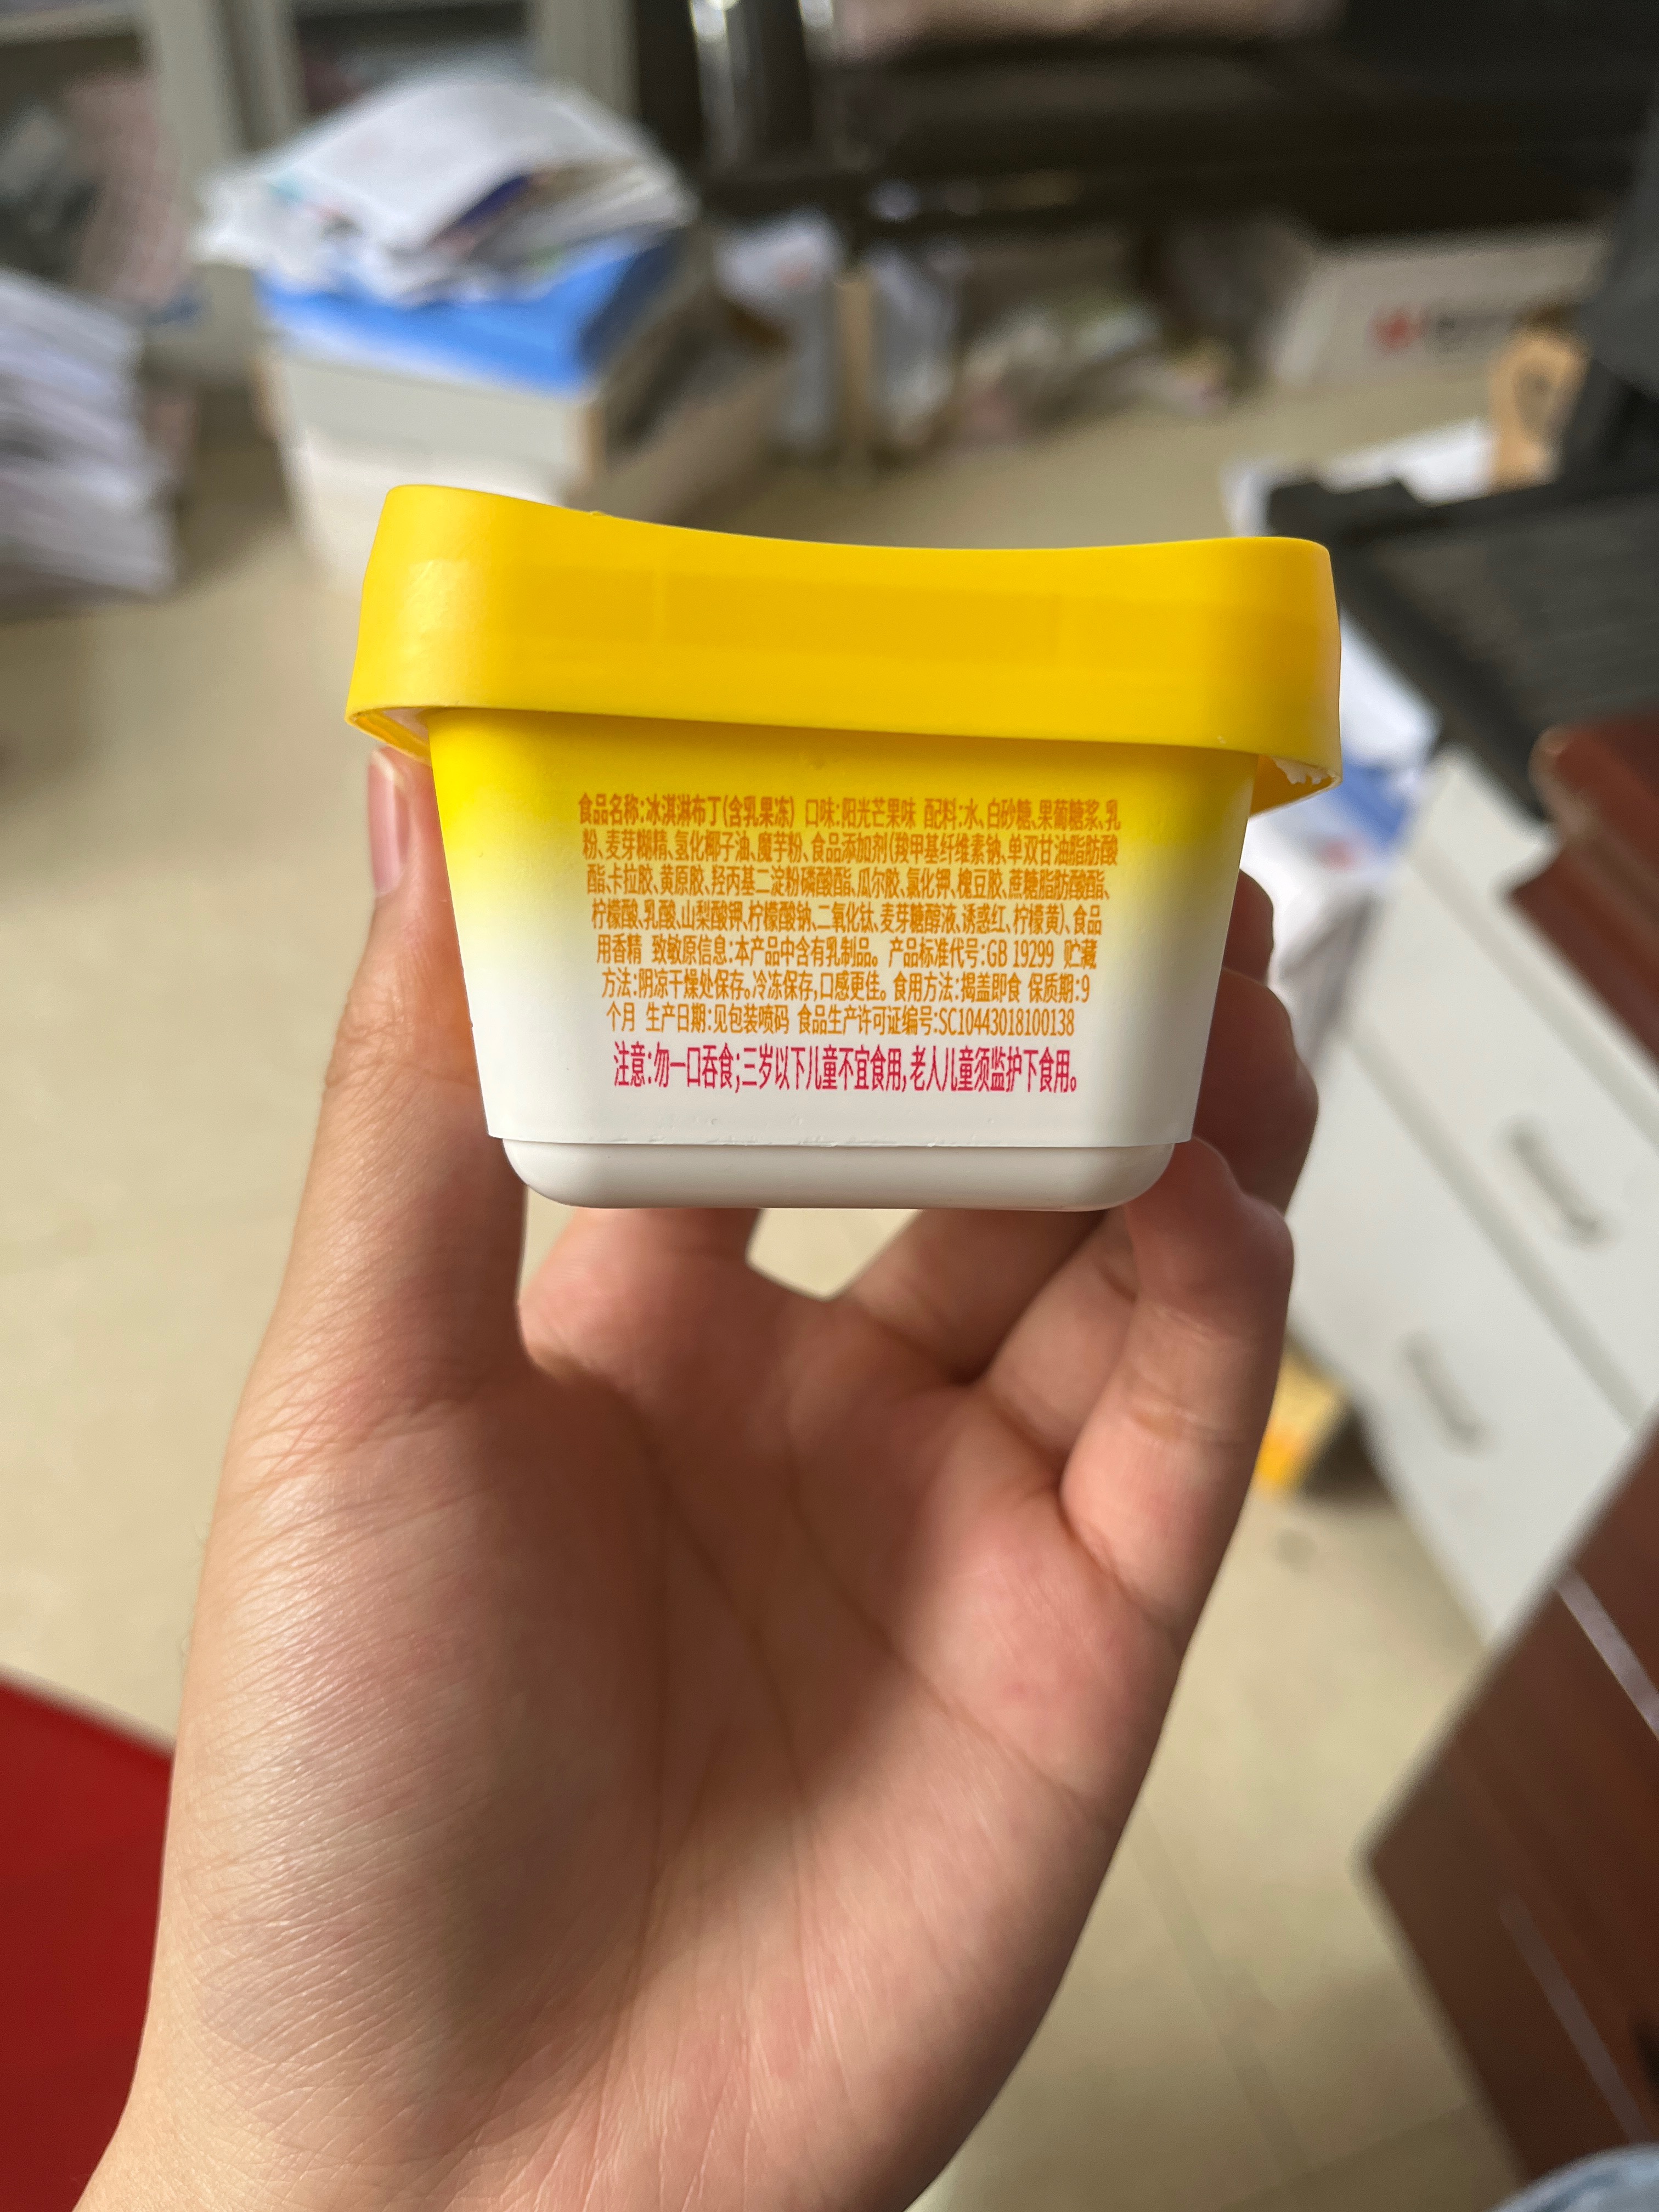 食品名称:冰淇淋布丁(含乳果冻) 口味:阳光芒果味 配料:水、白砂糖、果葡糖浆、乳
粉、麦芽糊精、氢化椰子油、魔芋粉、食品添加剂(羧甲基纤维素钠、单双甘油脂肪酸
酯、卡拉胶、黄原胶、羟丙基二淀粉磷酸酯、瓜尔胶、氯化钾、槐豆胶、蔗糖脂肪酸酯、
柠檬酸、乳酸、山梨酸钾、柠檬酸钠、二氧化钛、麦芽糖醇液、诱惑红、柠檬黄)、食品
用香精 致敏原信息:本产品中含有乳制品。 产品标准代号:GB 19299 贮藏
方法:阴凉干燥处保存。冷冻保存,口感更佳。 食用方法:揭盖即食 保质期:9
个月 生产日期:见包装喷码 食品生产许可证编号:SC10443018100138
注意:勿一口吞食;三岁以下儿童不宜食用,老人儿童须监护下食用。